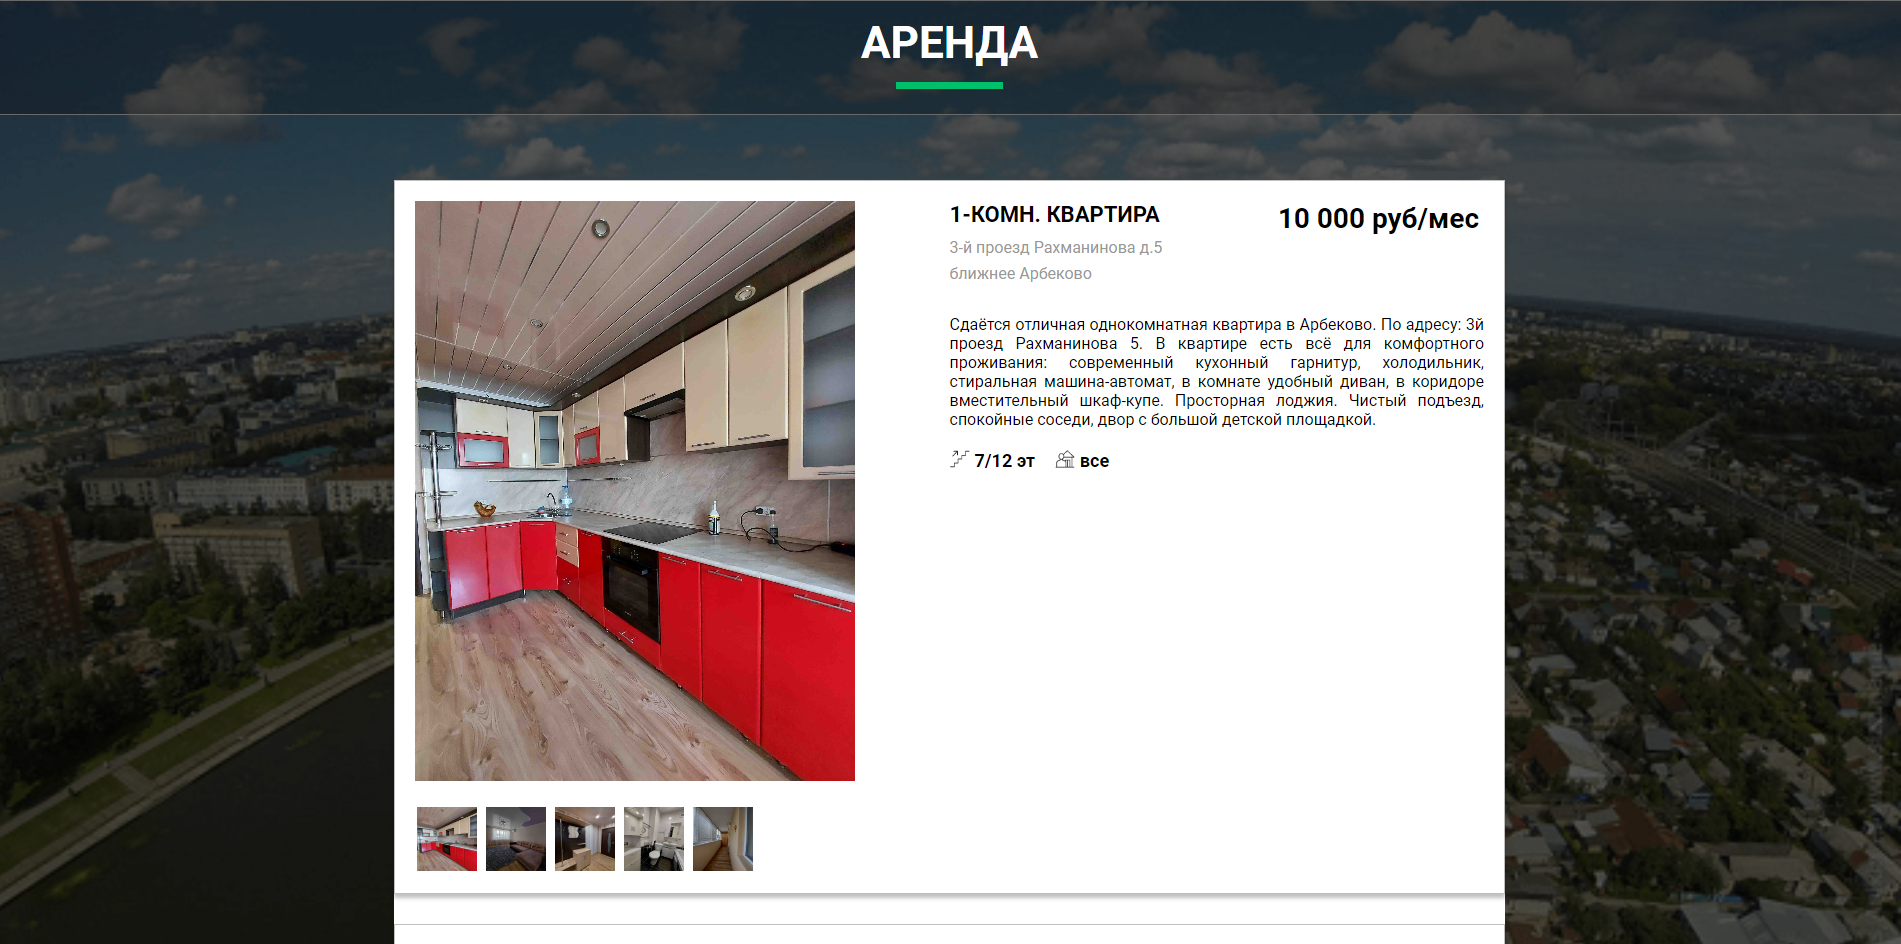 АРЕНДА
1-КОМН. КВАРТИРА
10 000 руб/мес
3-й проезд Рахманинова д.5
ближнее Арбеково
Сдаётся отличная однокомнатная квартира в Арбеково. По адресу: 3й
проезд Рахманинова 5. В квартире есть всё для комфортного
проживания: современный кухонный гарнитур, холодильник,
стиральная машина-автомат, в комнате удобный диван, в коридоре
вместительный шкаф-купе. Просторная лоджия. Чистый подъезд,
спокойные соседи, двор с большой детской площадкой.
7/12 эт все